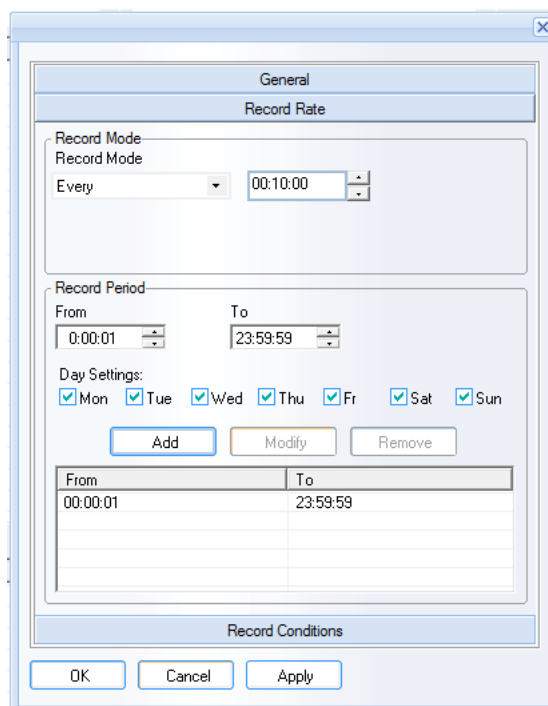 General
Record Rate
Record Mode
Record Mode
Every 00:10:00
Record Period
From To
0:00:01 23:59:59
Day Settings:
Mon Tue Wed Thu Fr Sat Sun
Add Modify Remove
From To
00:00:01 23:59:59
Record Conditions
OK Cancel Apply